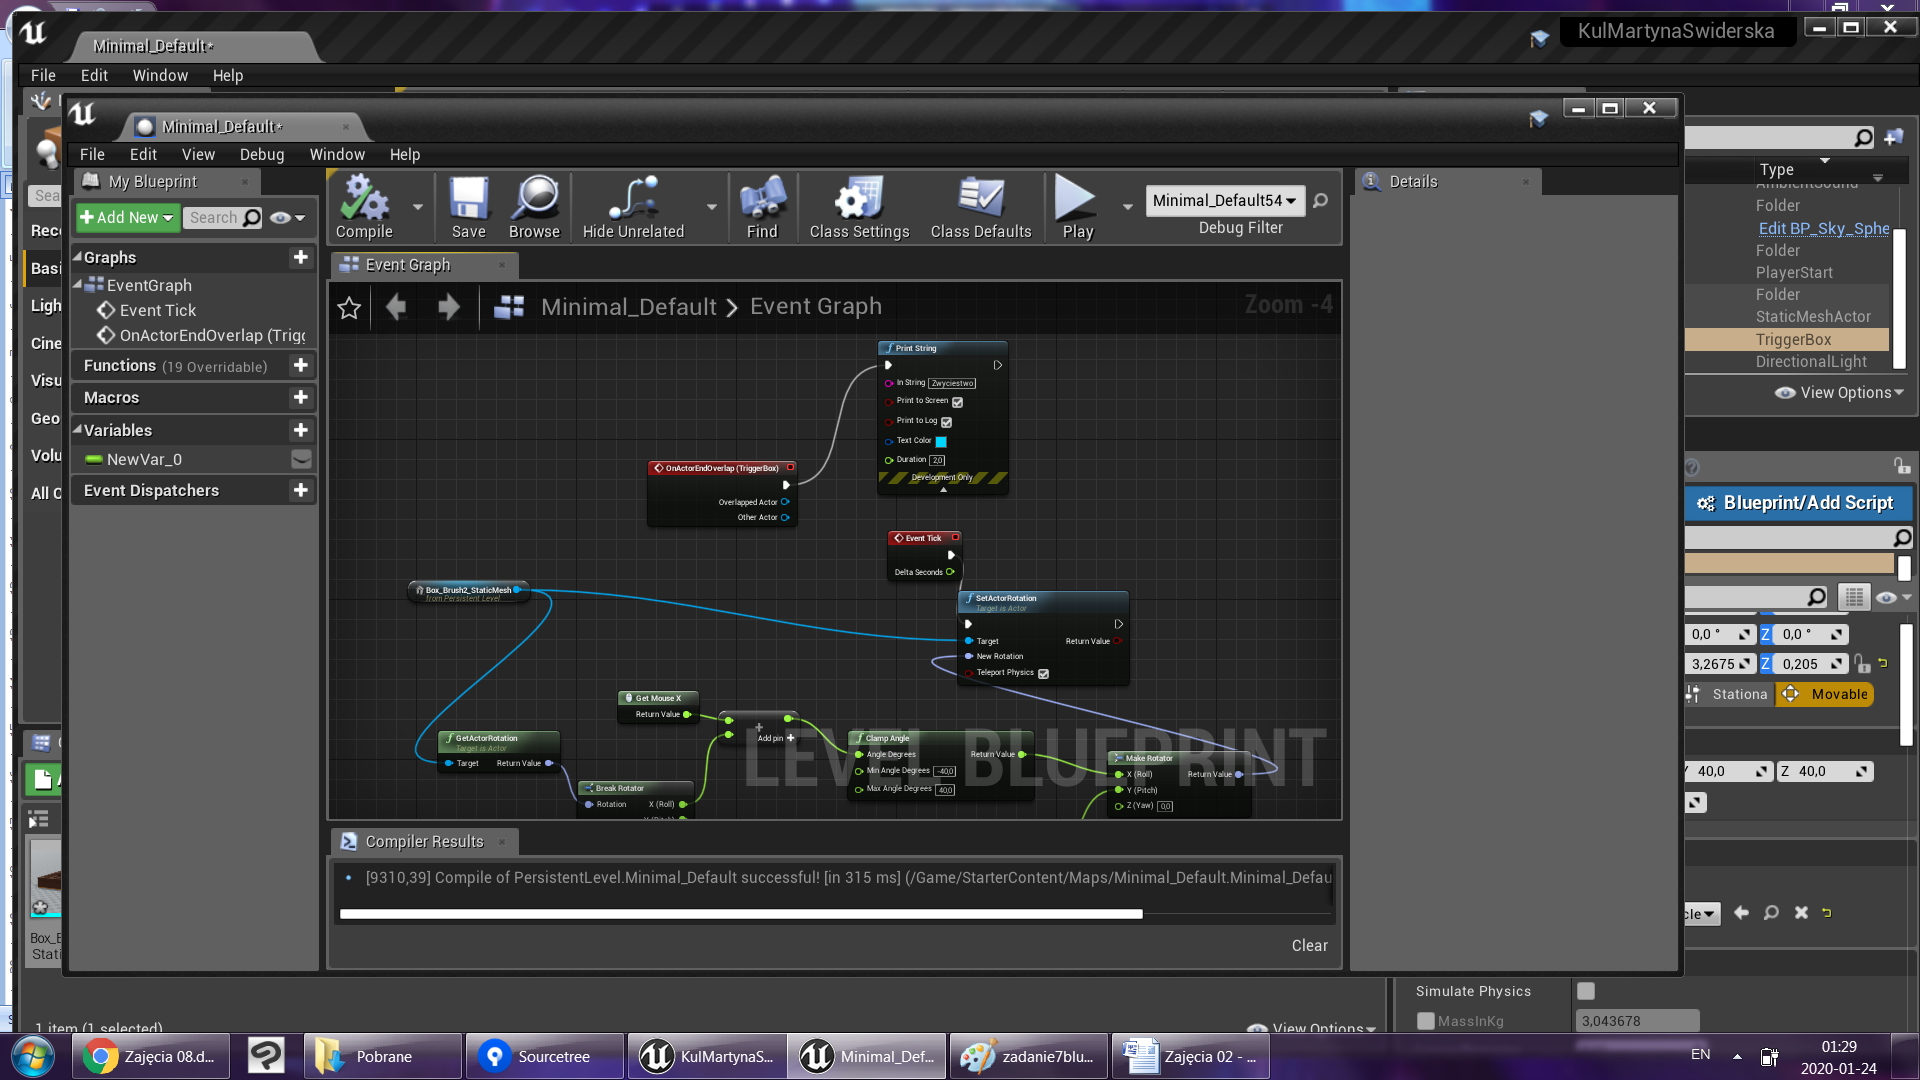 Minimal_Default*
KulMartynaSwiderska
File Edit Window Help
Minimal_Default*
File Edit View Debug Window Help
My Blueprint
Add New
Search
Graphs
EventGraph
Event Tick
OnActorEndOverlap (Trigg
Functions (19 Overridable)
Macros
Variables
NewVar_0
Event Dispatchers
Compile
Save
Browse
Hide Unrelated
Find
Class Settings
Class Defaults
Play
Minimal_Default54
Debug Filter
Event Graph
Minimal_Default > Event Graph
Zoom -4
Print String
In String Zwyciestwo
Print to Screen
Print to Log
Text Color
Duration 2,0
Development Only
OnActorEndOverlap (TriggerBox)
Overlapped Actor
Other Actor
Event Tick
Delta Seconds
Box_Brush2_StaticMesh
from Persistent Level
SetActorRotation
Target is Actor
Target
Return Value
New Rotation
Teleport Physics
Get Mouse X
Return Value
Add pin
GetActorRotation
Target is Actor
Target
Return Value
Break Rotator
Rotation
X (Roll)
Y (Pitch)
Clamp Angle
Angle Degrees
Return Value
Min Angle Degrees -40,0
Max Angle Degrees 40,0
Make Rotator
X (Roll)
Return Value
Y (Pitch)
Z (Yaw) 0,0
LEVEL BLUEPRINT
Compiler Results
[9310,39] Compile of PersistentLevel.Minimal_Default successful! [in 315 ms] (/Game/StarterContent/Maps/Minimal_Default.Minimal_Defau
Clear
Details
Sea
Rec
Basi
Ligh
Cine
Visu
Geo
Volu
All C
Box_B
Stati
1 item (1 selected)
View Options
Type
AmbientSound
Folder
Edit BP_Sky_Sphe
Folder
PlayerStart
Folder
StaticMeshActor
TriggerBox
DirectionalLight
View Options
Blueprint/Add Script
0,0 ° Z 0,0 °
3,2675 Z 0,205
Stationa
Movable
Y 40,0 Z 40,0
cle
Simulate Physics
MassInKg
3,043678
Zajęcia 08.d...
Pobrane
Sourcetree
KulMartynaS...
Minimal_Def...
zadanie7blu...
Zajęcia 02 - ...
EN
01:29
2020-01-24